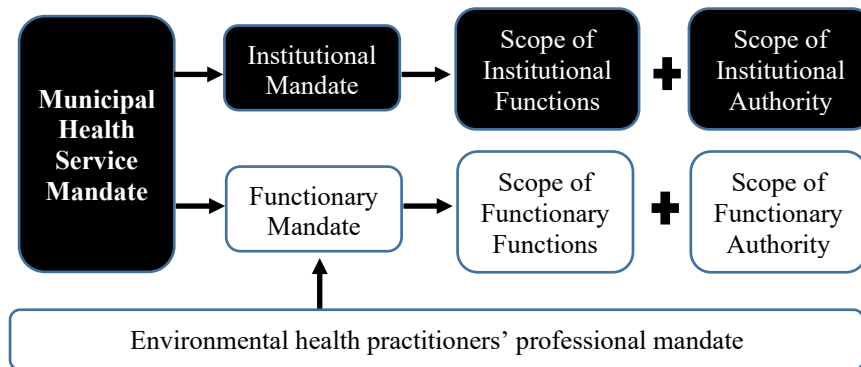 Municipal
Health
Service
Mandate
Institutional
Mandate
Scope of
Institutional
Functions
Scope of
Institutional
Authority
Functionary
Mandate
Scope of
Functionary
Functions
Scope of
Functionary
Authority
Environmental health practitioners’ professional mandate